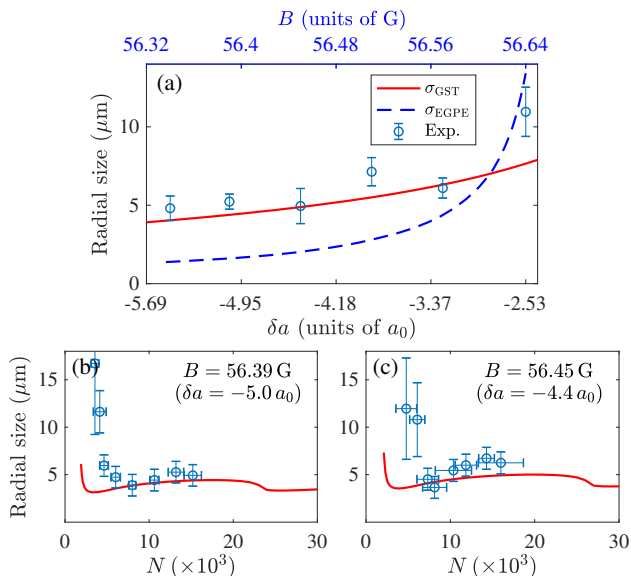 B (units of G)
56.32 56.4 56.48 56.56 56.64
(a)
σGST
σEGPE
Exp.
Radial size (μm)
10
5
0
-5.69 -4.95 -4.18 -3.37 -2.53
δa (units of a0)
(b) B = 56.39 G
(δa = −5.0 a0)
(c) B = 56.45 G
(δa = −4.4 a0)
Radial size (μm)
15
10
5
0 10 20 30
N (×10³)
15
10
5
0 10 20 30
N (×10³)